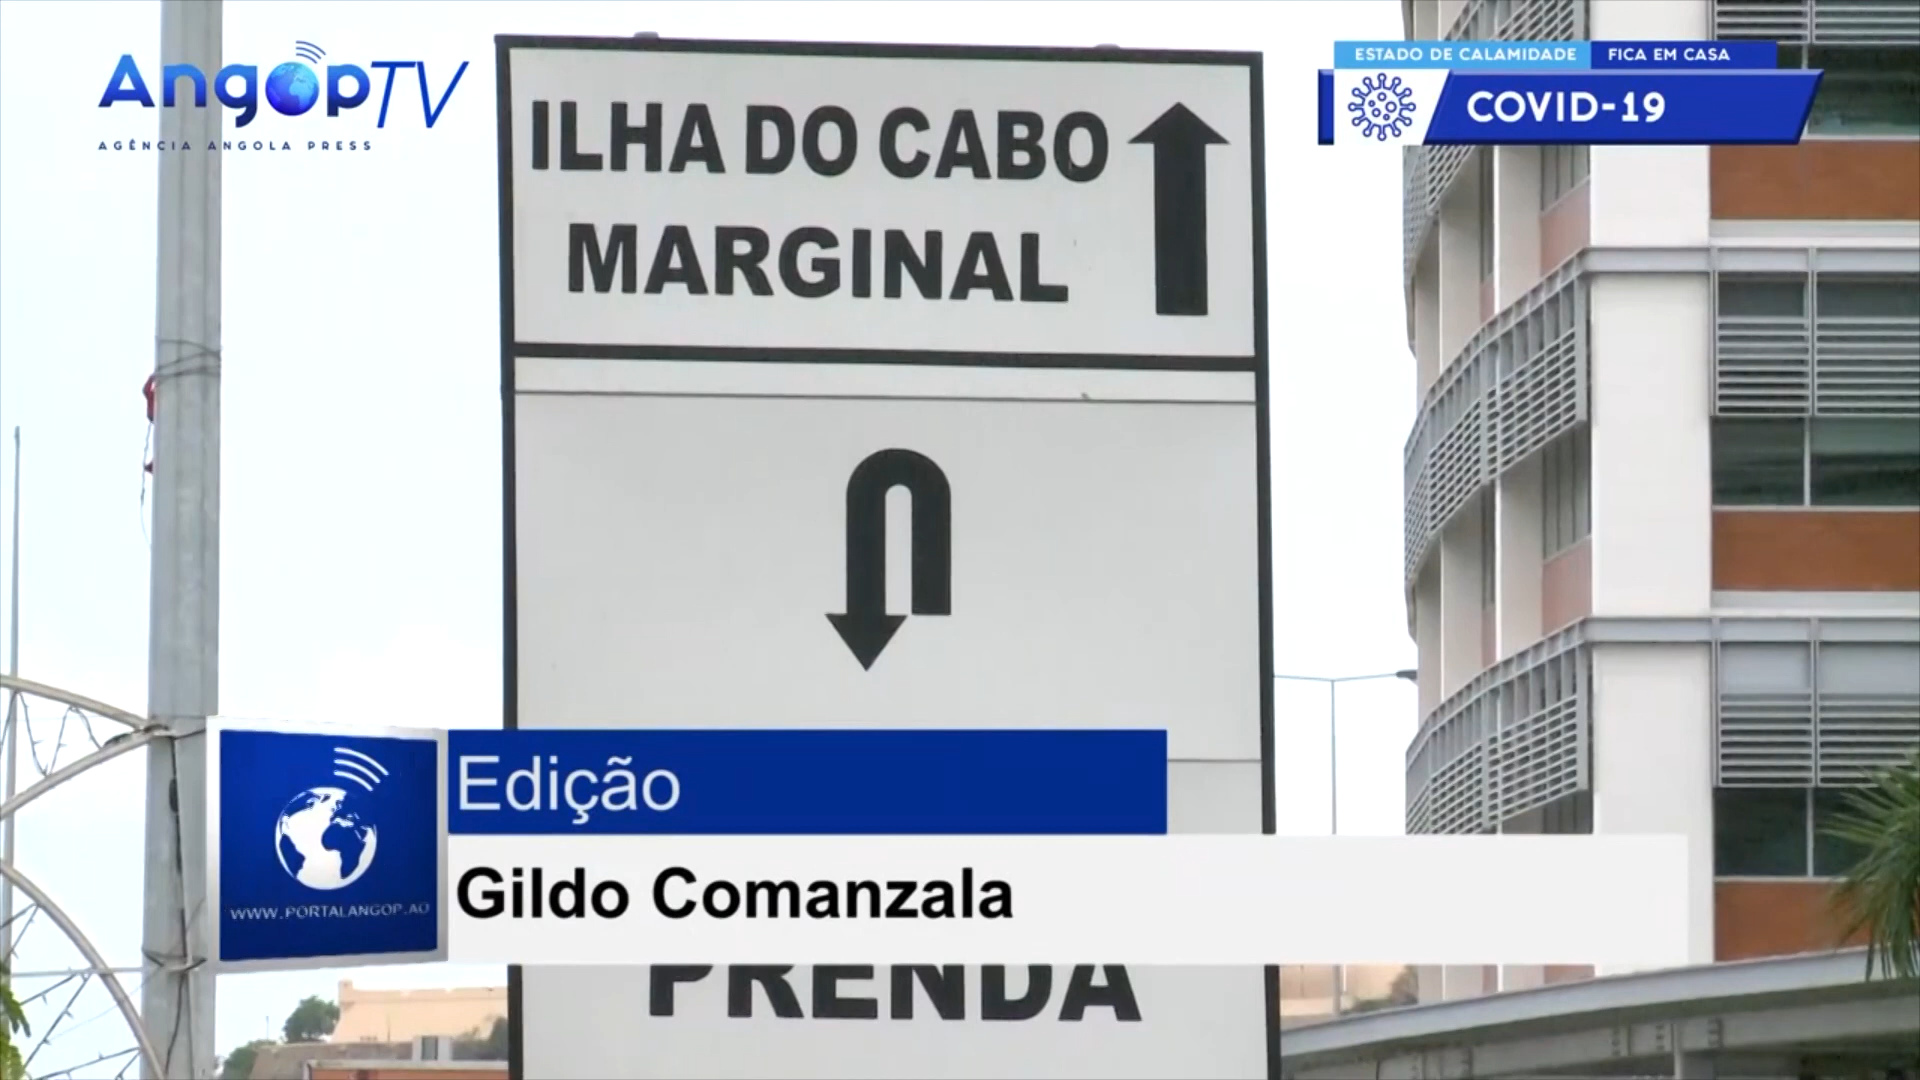 AngopTV
AGÊNCIA ANGOLA PRESS
ESTADO DE CALAMIDADE FICA EM CASA
COVID-19
ILHA DO CABO
MARGINAL
Edição
Gildo Comanzala
WWW.PORTALANGOP.AO
PRENDA